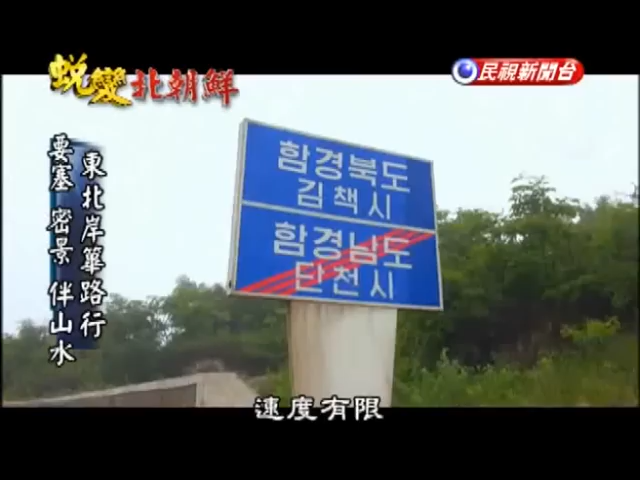 蛻變北朝鮮
民視新聞台
東北岸篳路行
要塞 密景 伴山水
함경북도
김책시
함경남도
단천시
速度有限